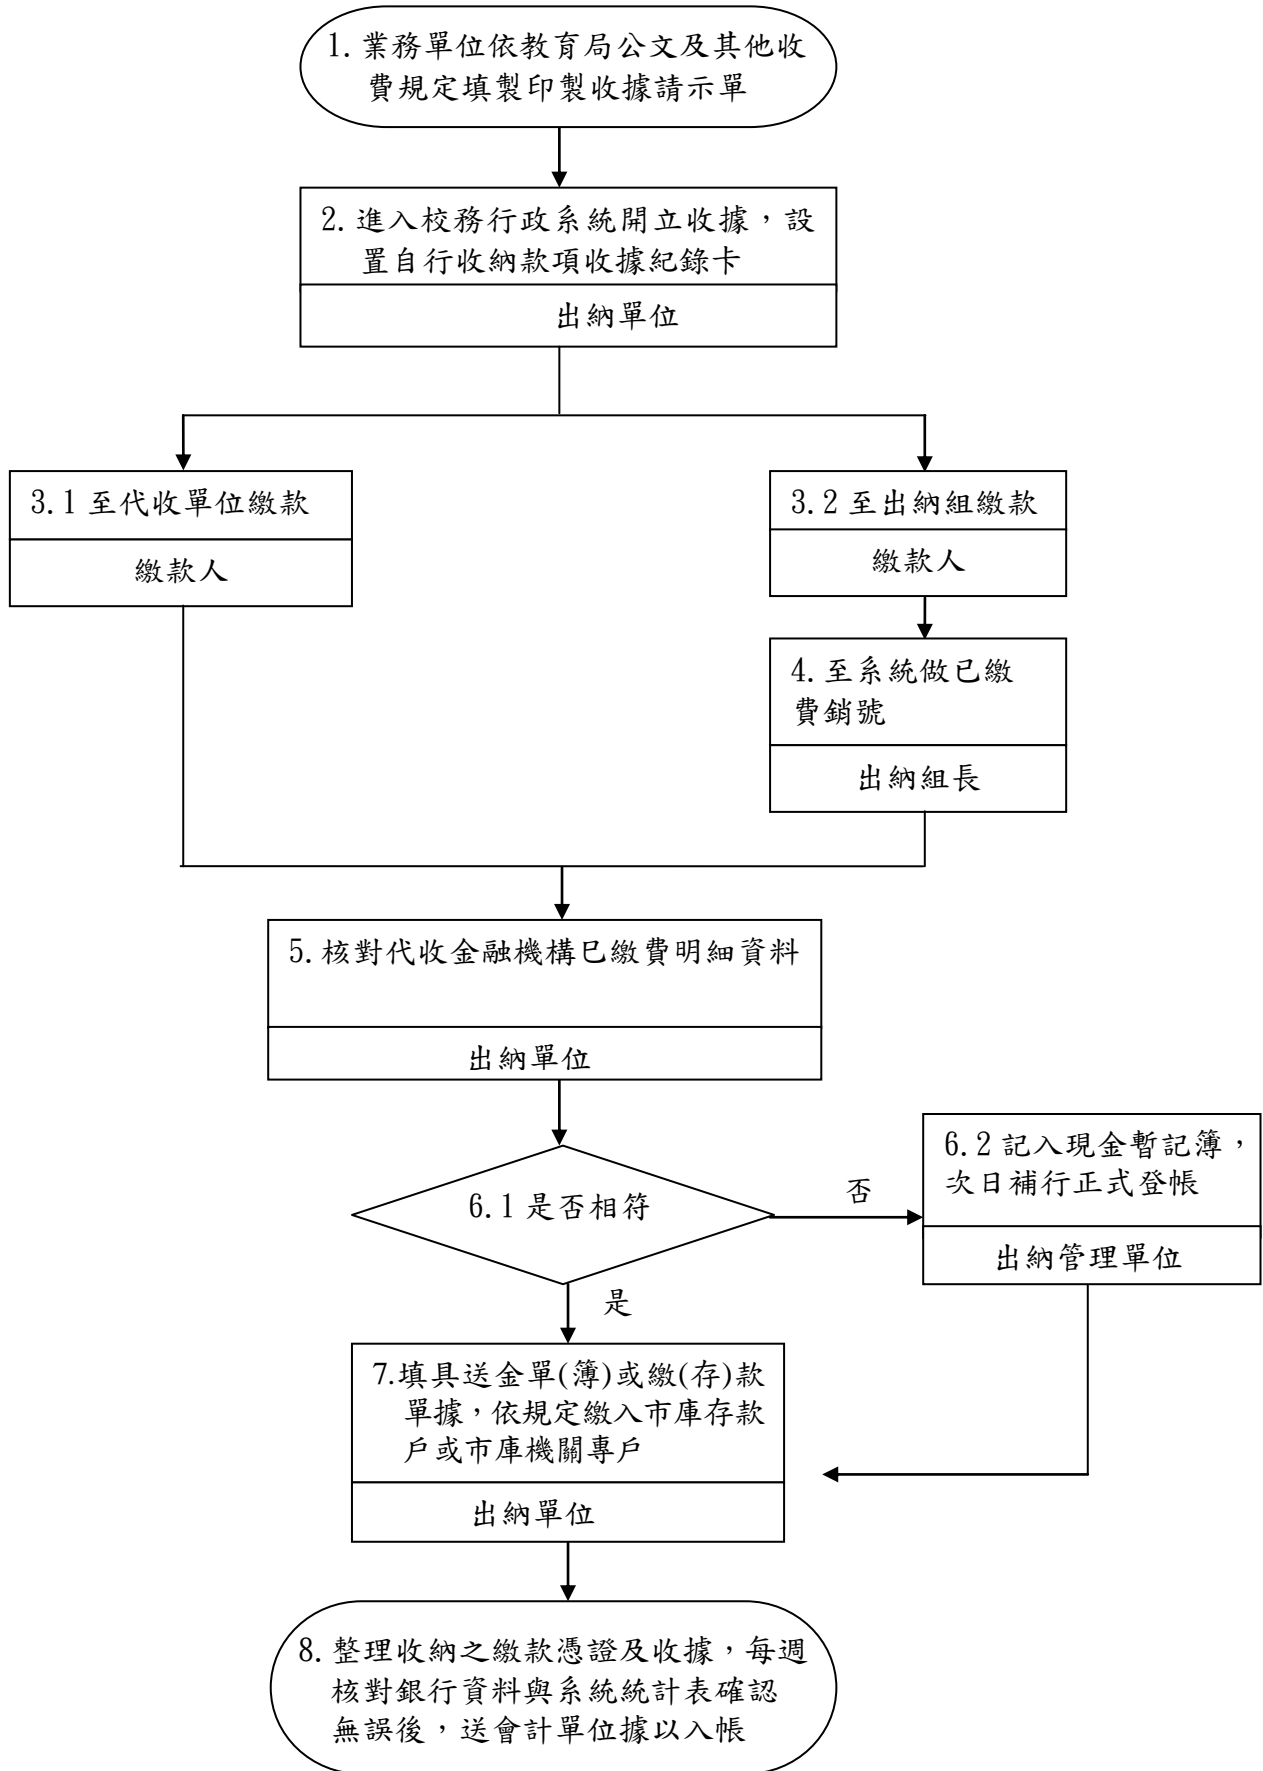 1.業務單位依教育局公文及其他收
費規定填製印製收據請示單
2.進入校務行政系統開立收據，設
置自行收納款項收據紀錄卡
出納單位
3.1至代收單位繳款
繳款人
3.2至出納組繳款
繳款人
4.至系統做已繳
費銷號
出納組長
5.核對代收金融機構已繳費明細資料
出納單位
6.1是否相符
否
6.2記入現金暫記簿，
次日補行正式登帳
出納管理單位
是
7.填具送金單(簿)或繳(存)款
單據，依規定繳入市庫存款
戶或市庫機關專戶
出納單位
8.整理收納之繳款憑證及收據，每週
核對銀行資料與系統統計表確認
無誤後，送會計單位據以入帳